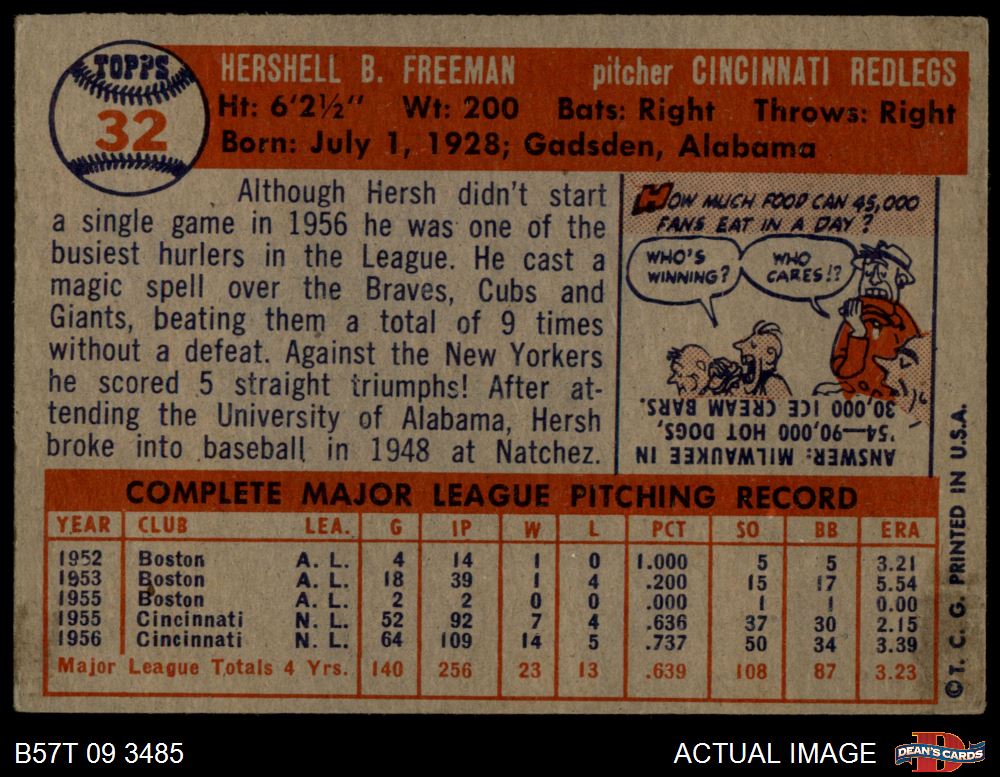 TOPPS
32
HERSHELL B. FREEMAN pitcher CINCINNATI REDLEGS
Ht: 6'2½" Wt: 200 Bats: Right Throws: Right
Born: July 1, 1928; Gadsden, Alabama
Although Hersh didn't start
a single game in 1956 he was one of the
busiest hurlers in the League. He cast a
magic spell over the Braves, Cubs and
Giants, beating them a total of 9 times
without a defeat. Against the New Yorkers
he scored 5 straight triumphs! After at-
tending the University of Alabama, Hersh
broke into baseball in 1948 at Natchez.
HOW MUCH FOOD CAN 45,000
FANS EAT IN A DAY?
WHO'S
WINNING?
WHO
CARES!?
ANSWER: MILWAUKEE IN
'54—90,000 HOT DOGS,
30,000 ICE CREAM BARS.
COMPLETE MAJOR LEAGUE PITCHING RECORD
YEAR CLUB LEA. G IP W L PCT SO BB ERA
1952 Boston A. L. 4 14 1 0 1.000 5 5 3.21
1953 Boston A. L. 18 39 1 4 .200 15 17 5.54
1955 Boston A. L. 2 2 0 0 .000 1 1 0.00
1955 Cincinnati N. L. 52 92 7 4 .636 37 30 2.15
1956 Cincinnati N. L. 64 109 14 5 .737 50 34 3.39
Major League Totals 4 Yrs. 140 256 23 13 .639 108 87 3.23
©T. C. G. PRINTED IN U.S.A.
B57T 09 3485 ACTUAL IMAGE
D
DEAN'S CARDS